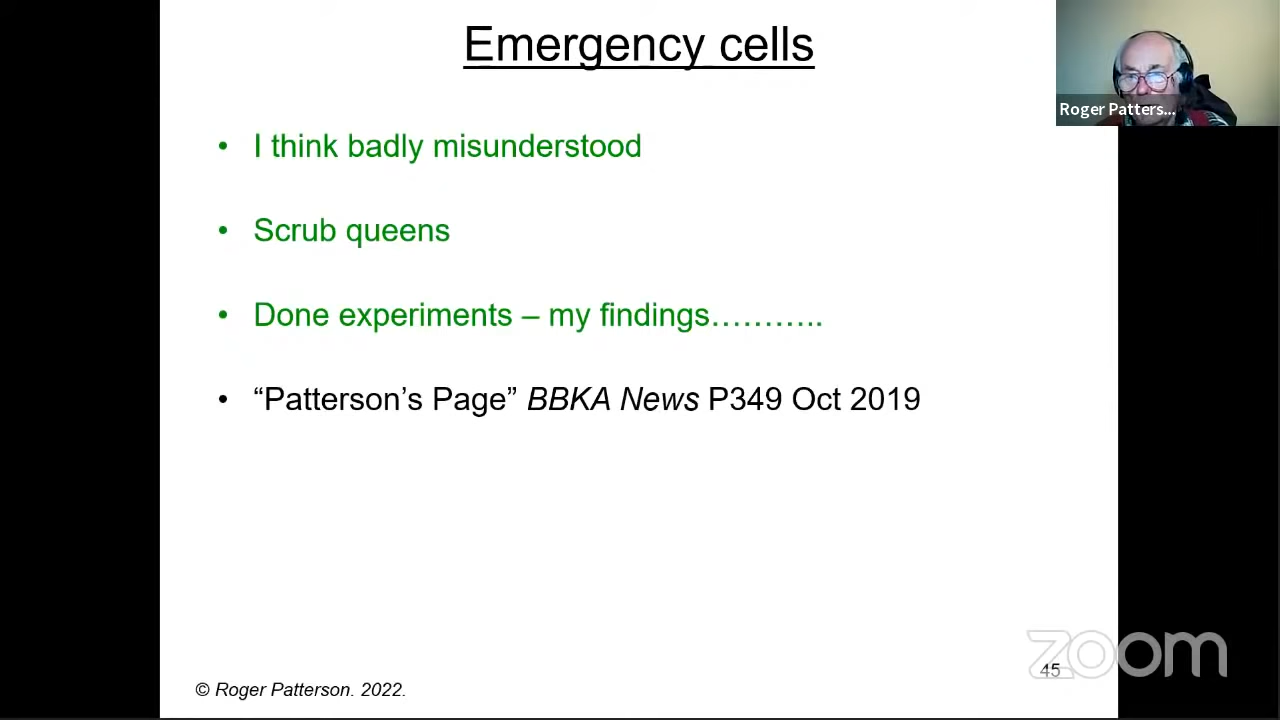 Emergency cells
Roger Patters...
• I think badly misunderstood
• Scrub queens
• Done experiments – my findings………..
• “Patterson’s Page” BBKA News P349 Oct 2019
zoom
45
© Roger Patterson. 2022.